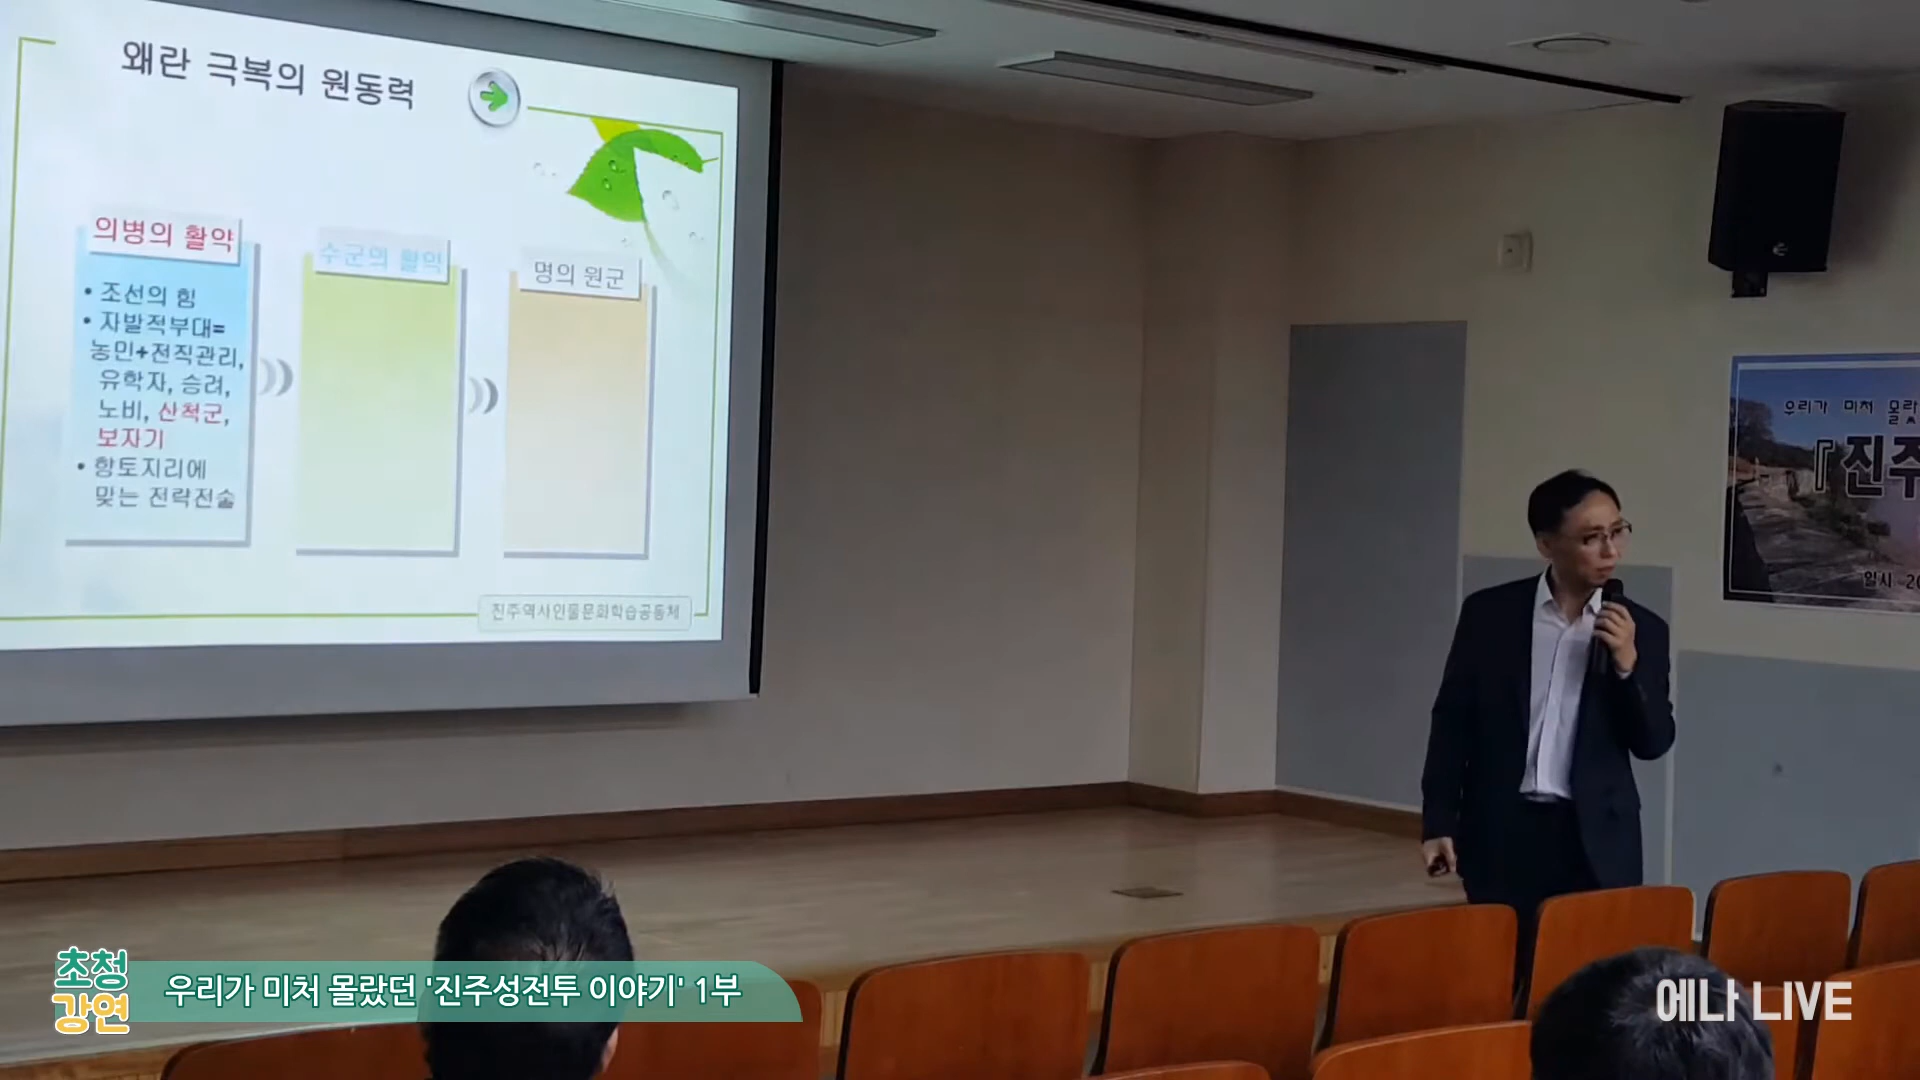 왜란 극복의 원동력
의병의 활약
• 조선의 힘
• 자발적부대=
농민+전직관리,
유학자, 승려,
노비, 산척군,
보자기
• 향토지리에
맞는 전략전술
수군의 활약
명의 원군
진주역사인물문화학습공동체
우리가 미처 몰랐
『진주
일시 20
초청
강연
우리가 미처 몰랐던 '진주성전투 이야기' 1부
에나 LIVE